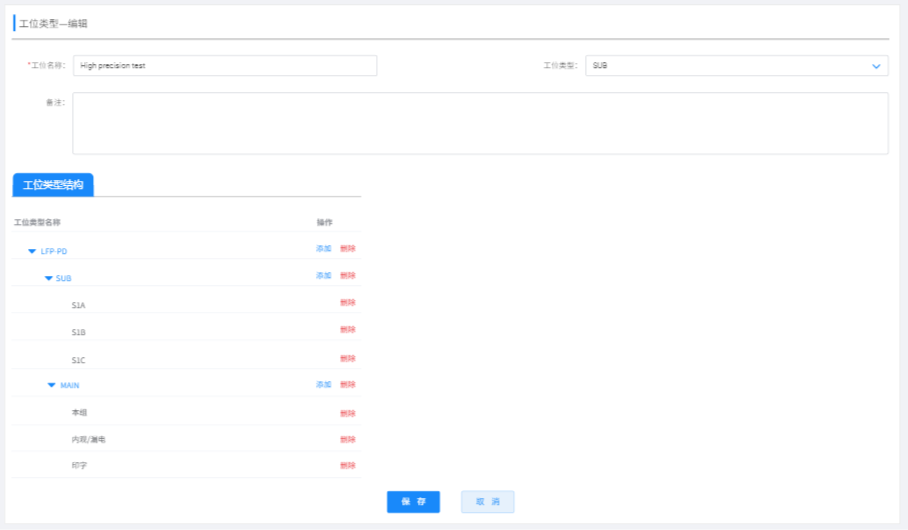 工位类型—编辑
*工位名称: High precision test 工位类型: SUB
备注:
工位类型结构
工位类型名称 操作
LFP-PD 添加 删除
SUB 添加 删除
S1A 删除
S1B 删除
S1C 删除
MAIN 添加 删除
本组 删除
内观/漏电 删除
印字 删除
保 存 取 消